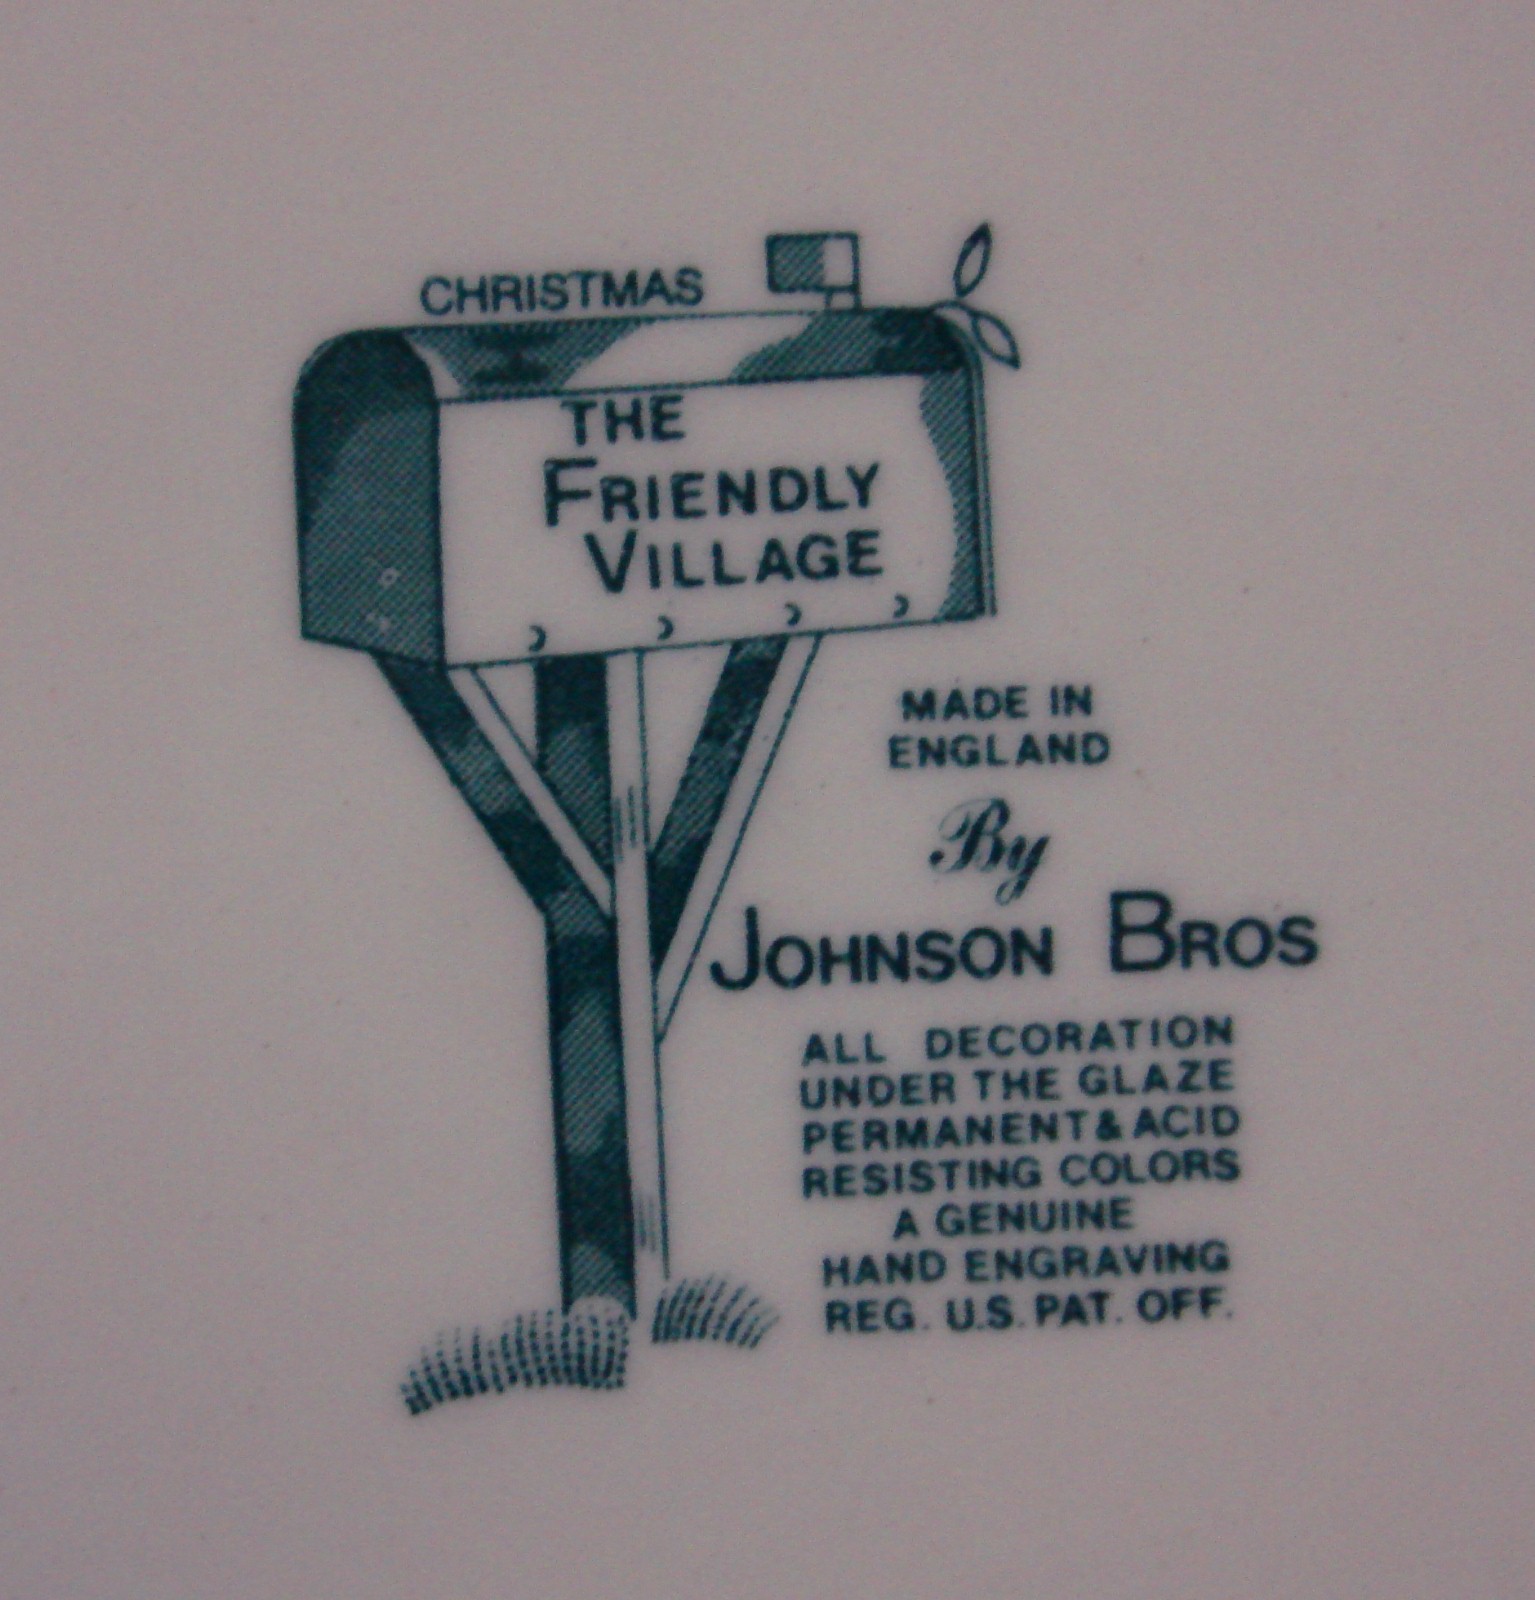 CHRISTMAS
THE
FRIENDLY
VILLAGE
MADE IN
ENGLAND
By
JOHNSON BROS
ALL DECORATION
UNDER THE GLAZE
PERMANENT & ACID
RESISTING COLORS
A GENUINE
HAND ENGRAVING
REG. U.S. PAT. OFF.